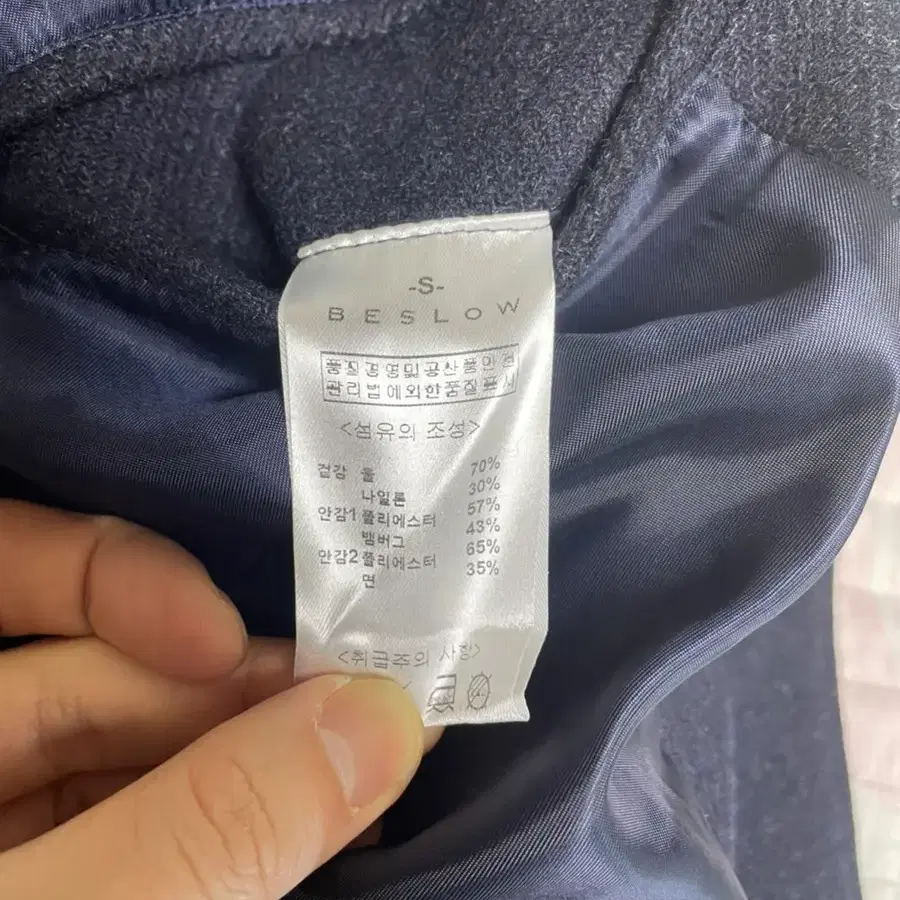 -S-
BESLOW
품질경영및공산품안전
관리법에의한품질표시
<섬유의 조성>
겉감 울 70%
나일론 30%
안감1 폴리에스터 57%
뱀버그 43%
안감2 폴리에스터 65%
면 35%
<취급주의 사항>